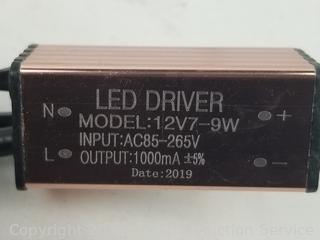 LED DRIVER
N +
MODEL:12V7-9W
INPUT:AC85-265V
L OUTPUT:1000mA ±5% -
Date:2019